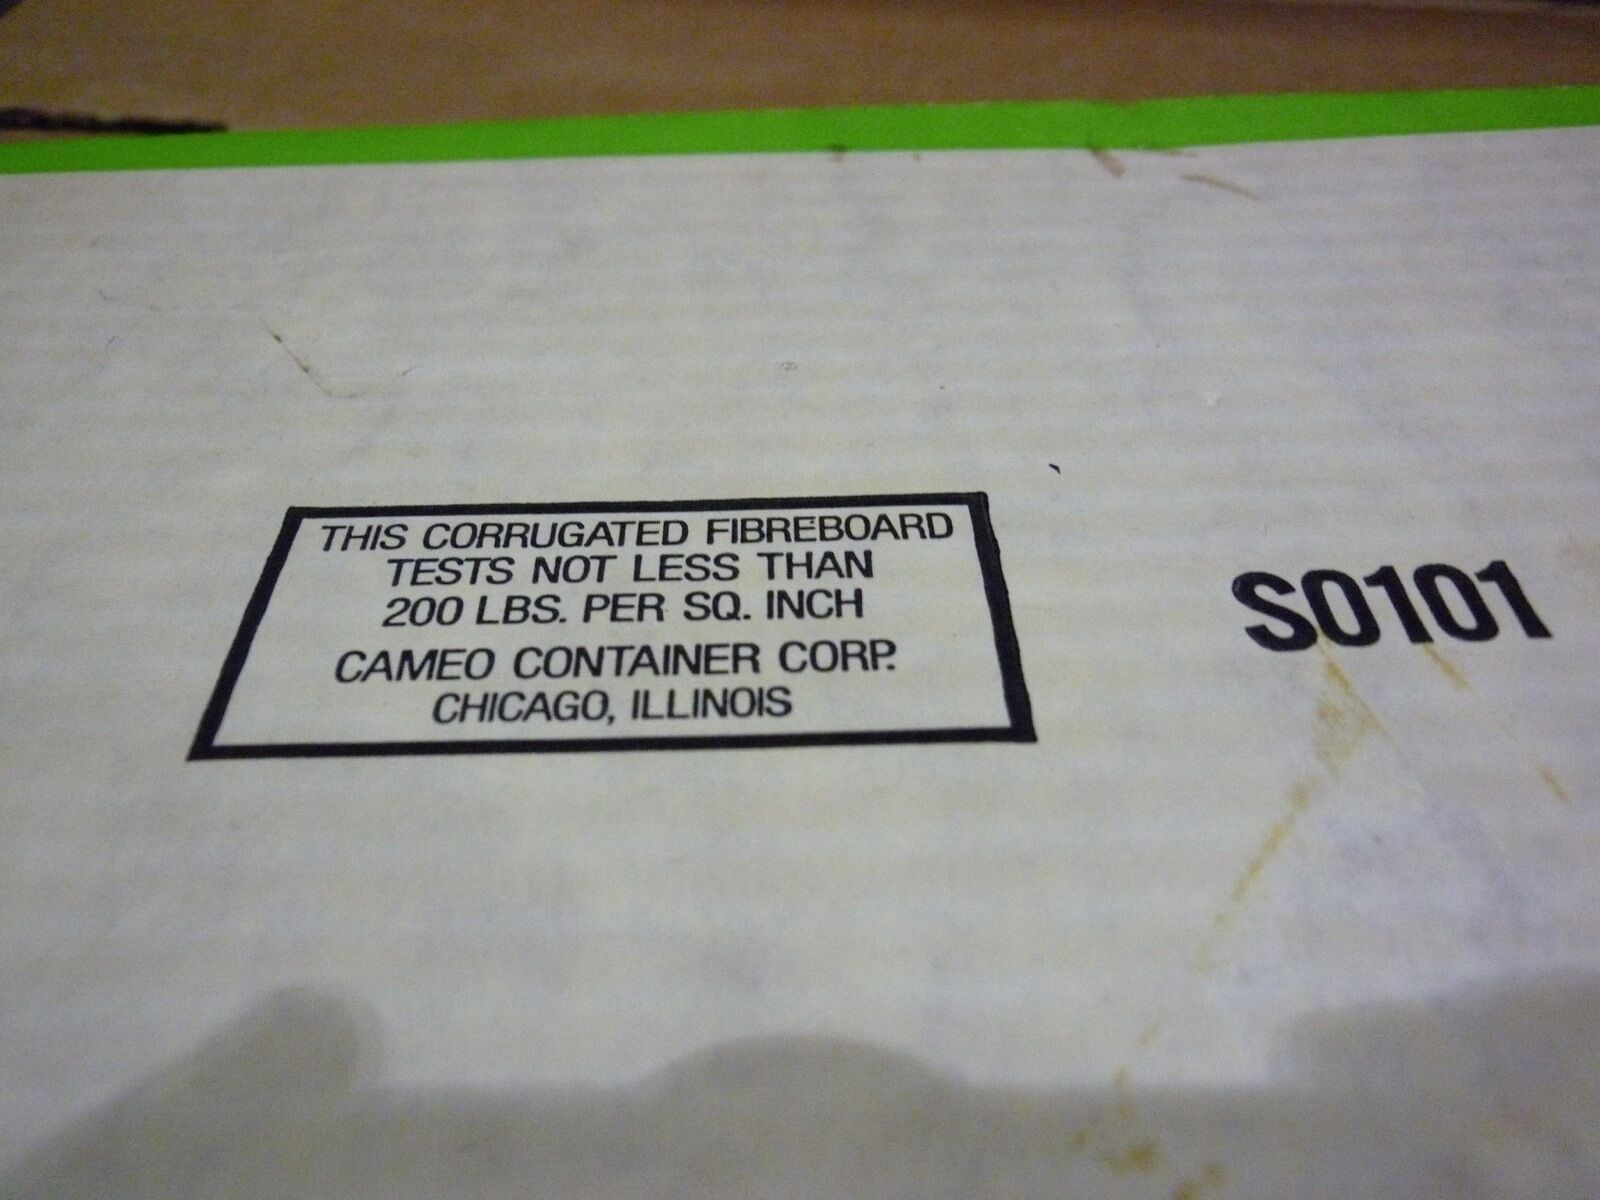 THIS CORRUGATED FIBREBOARD
TESTS NOT LESS THAN
200 LBS. PER SQ. INCH
CAMEO CONTAINER CORP.
CHICAGO, ILLINOIS
S0101